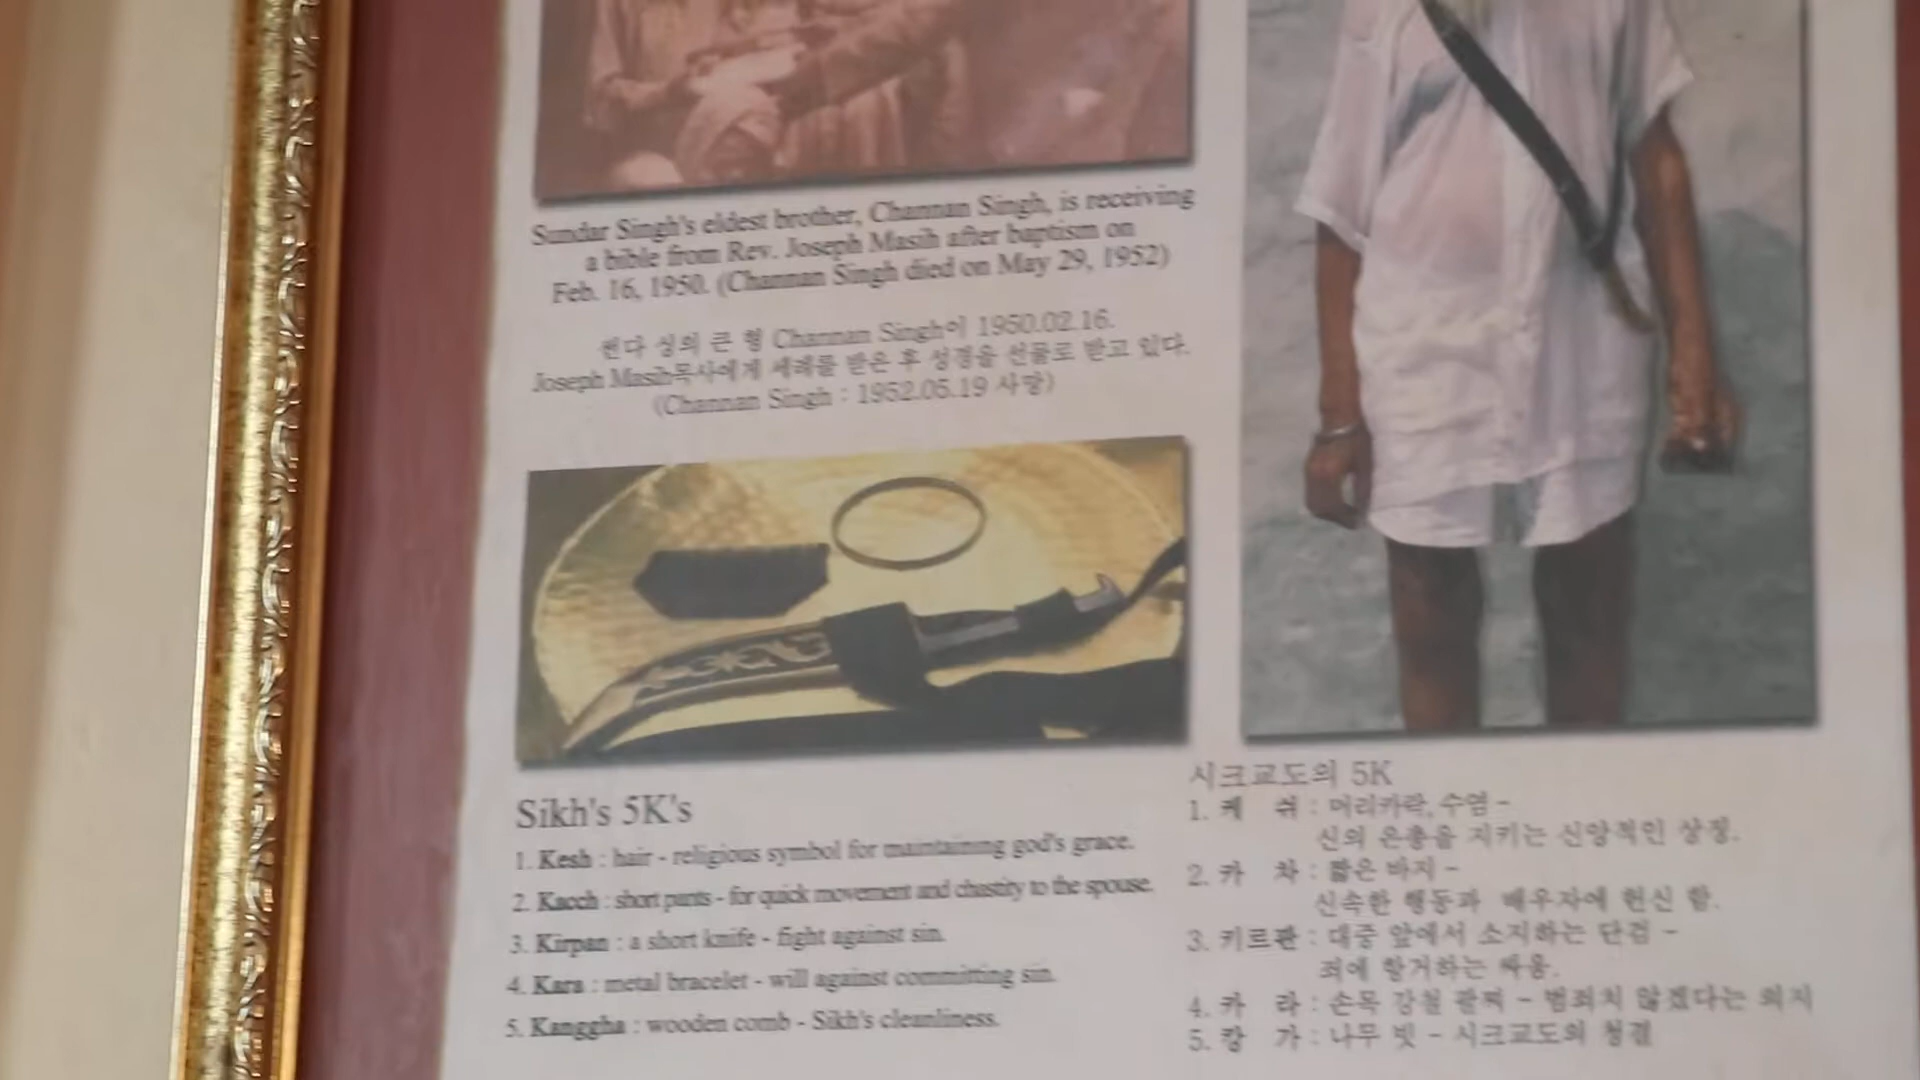 Sundar Singh's eldest brother, Channan Singh, is receiving
a bible from Rev. Joseph Masih after baptism on
Feb. 16, 1950. (Channan Singh died on May 29, 1952)
썬다 싱의 큰 형 Channan Singh이 1950.02.16.
Joseph Masih목사에게 세례를 받은 후 성경을 선물로 받고 있다.
(Channan Singh : 1952.05.19 사망)
Sikh's 5K's
1. Kesh : hair - religious symbol for maintaining god's grace.
2. Kacch : short pants - for quick movement and chastity to the spouse.
3. Kirpan : a short knife - fight against sin.
4. Kara : metal bracelet - will against committing sin.
5. Kanggha : wooden comb - Sikh's cleanliness.
시크교도의 5K
1. 케 쉬 : 머리카락, 수염 -
신의 은총을 지키는 신앙적인 상징.
2. 카 차 : 짧은 바지 -
신속한 행동과 배우자에 헌신 함.
3. 키르판 : 대중 앞에서 소지하는 단검 -
죄에 항거하는 싸움.
4. 카 라 : 손목 강철 팔찌 - 범죄치 않겠다는 의지
5. 캉 가 : 나무 빗 - 시크교도의 청결